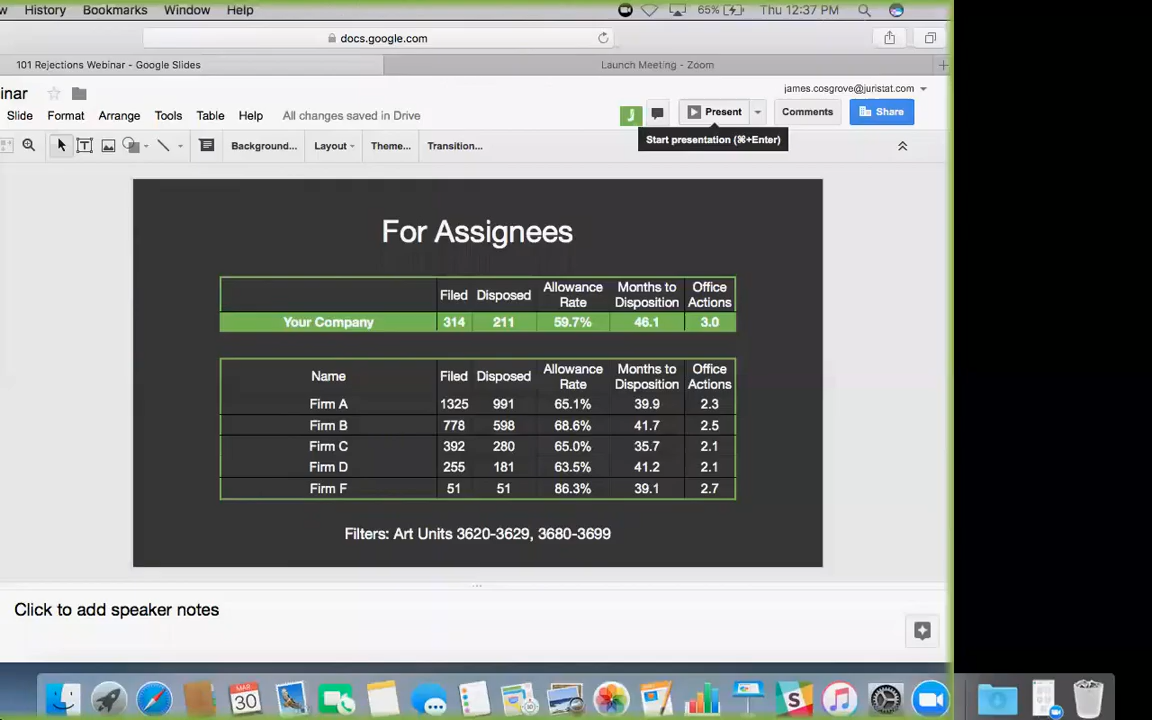 w History Bookmarks Window Help 65% Thu 12:37 PM
docs.google.com
101 Rejections Webinar - Google Slides Launch Meeting - Zoom
inar james.cosgrove@juristat.com
Slide Format Arrange Tools Table Help All changes saved in Drive J Present Comments Share
Start presentation (⌘+Enter)
Background... Layout Theme... Transition...
For Assignees
Filed Disposed Allowance Rate Months to Disposition Office Actions
Your Company 314 211 59.7% 46.1 3.0
Name Filed Disposed Allowance Rate Months to Disposition Office Actions
Firm A 1325 991 65.1% 39.9 2.3
Firm B 778 598 68.6% 41.7 2.5
Firm C 392 280 65.0% 35.7 2.1
Firm D 255 181 63.5% 41.2 2.1
Firm F 51 51 86.3% 39.1 2.7
Filters: Art Units 3620-3629, 3680-3699
Click to add speaker notes
MAR
30